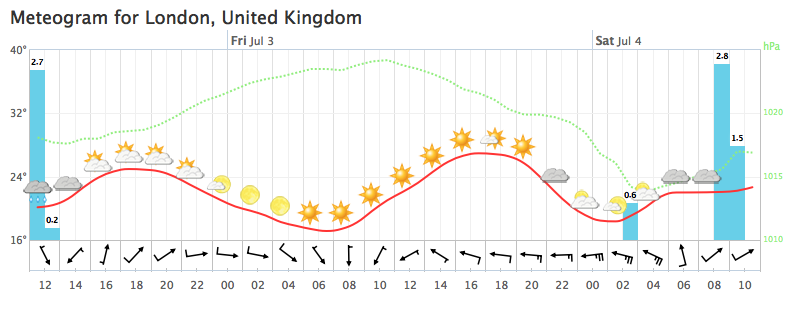 Meteogram for London, United Kingdom
Fri Jul 3 Sat Jul 4
40° hPa
2.7 2.8
32° 1020
1.5
24° 1015
0.2 0.6
16° 1010
12 14 16 18 20 22 00 02 04 06 08 10 12 14 16 18 20 22 00 02 04 06 08 10